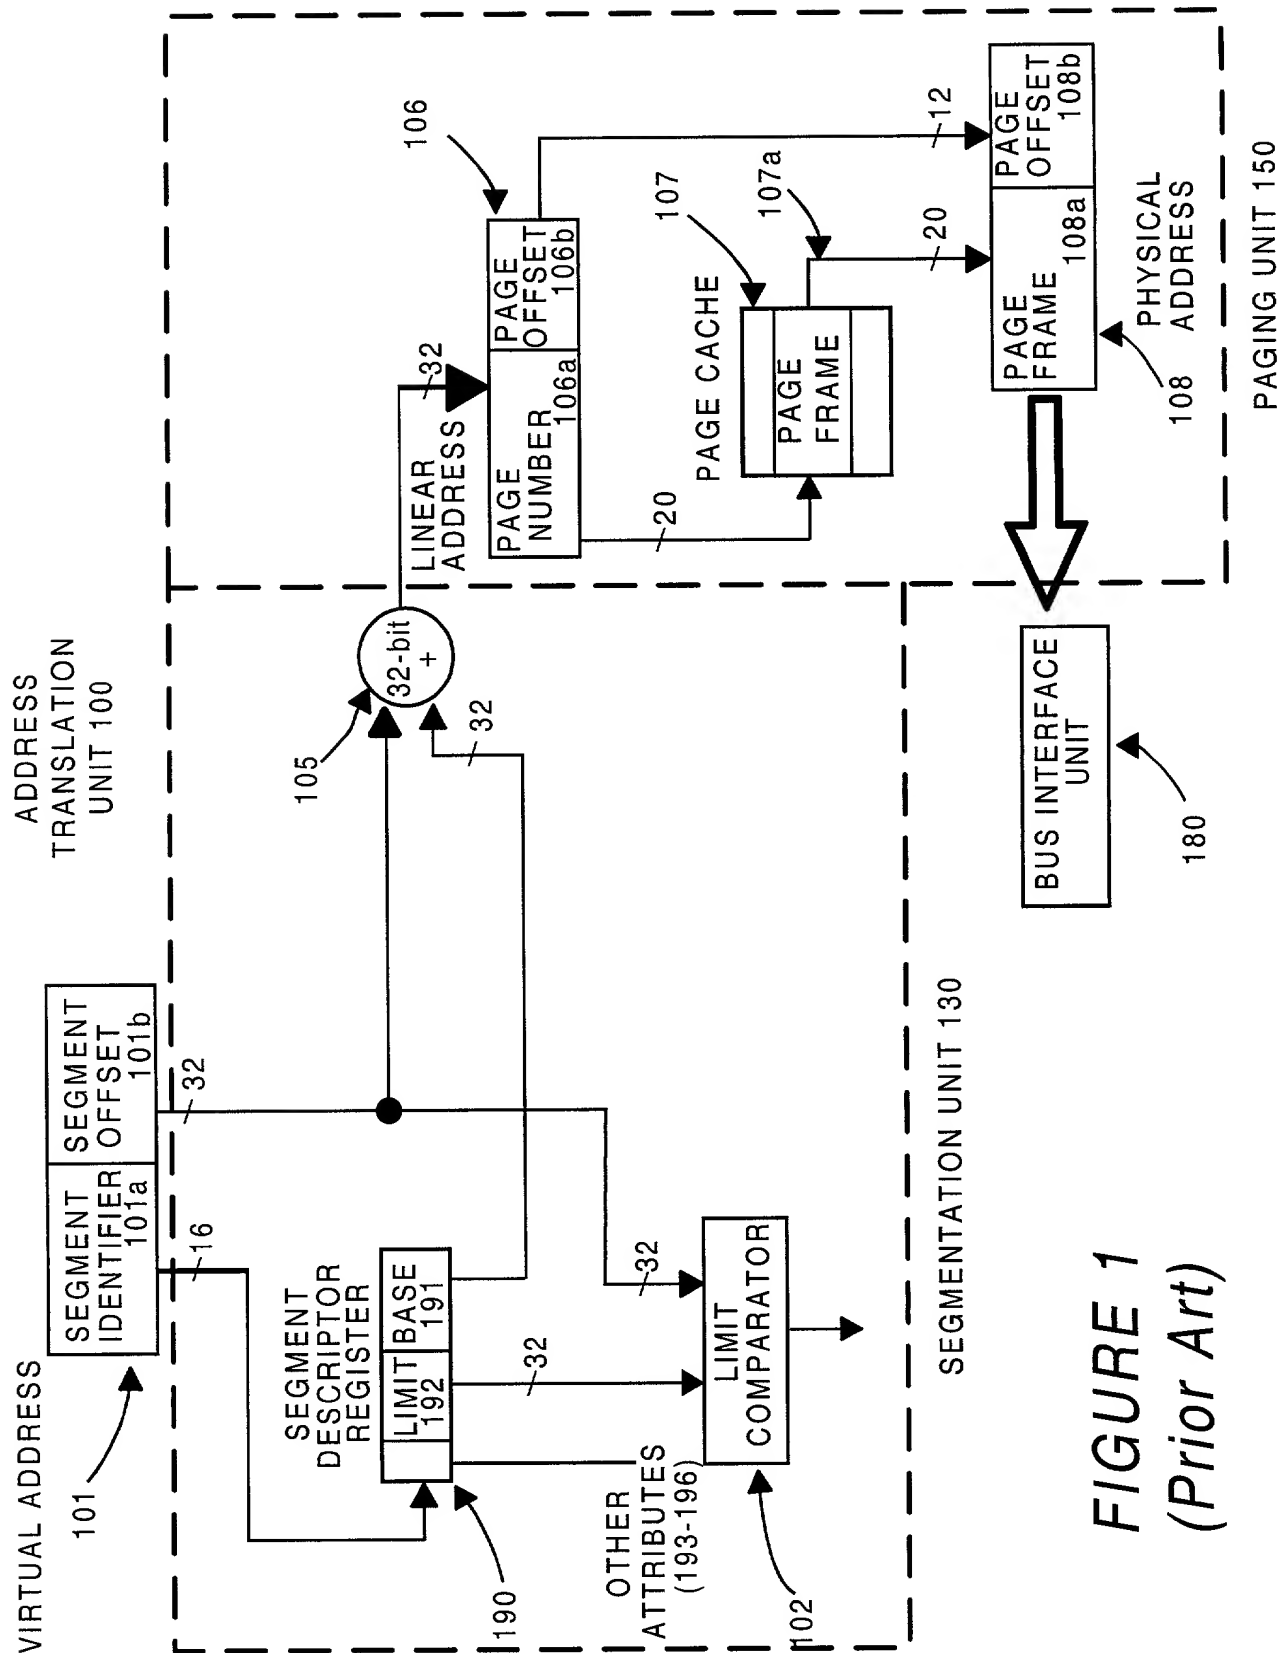 ADDRESS
TRANSLATION
UNIT 100
VIRTUAL ADDRESS
101
SEGMENT
IDENTIFIER
101a
SEGMENT
OFFSET
101b
16
32
SEGMENT
DESCRIPTOR
REGISTER
LIMIT
192
BASE
191
190
32
32
32
OTHER
ATTRIBUTES
(193-196)
LIMIT
COMPARATOR
102
105
32-bit
+
SEGMENTATION UNIT 130
LINEAR
ADDRESS
32
106
PAGE
NUMBER
106a
PAGE
OFFSET
106b
20
12
PAGE CACHE
107
PAGE
FRAME
107a
20
PAGE
FRAME
108a
PAGE
OFFSET
108b
108
PHYSICAL
ADDRESS
PAGING UNIT 150
BUS INTERFACE
UNIT
180
FIGURE 1
(Prior Art)